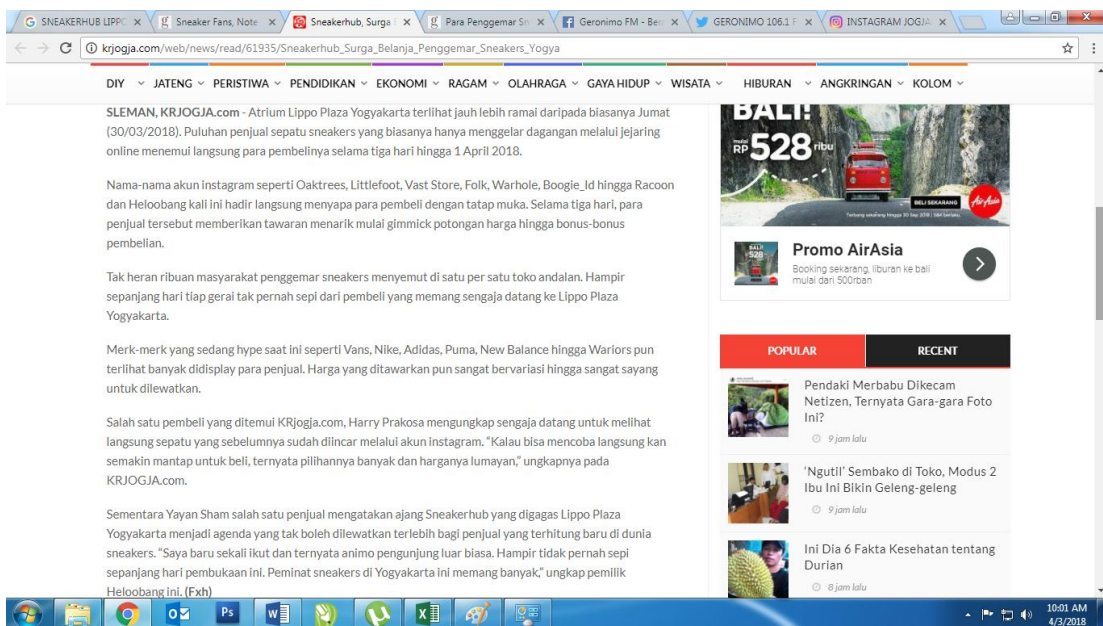 SNEAKERHUB LIPPO
Sneaker Fans, Note
Sneakerhub, Surga
Para Penggemar Sn
Geronimo FM - Ber
GERONIMO 106.1 F
INSTAGRAM JOGJA
krjogja.com/web/news/read/61935/Sneakerhub_Surga_Belanja_Penggemar_Sneakers_Yogya
DIY JATENG PERISTIWA PENDIDIKAN EKONOMI RAGAM OLAHRAGA GAYA HIDUP WISATA HIBURAN ANGKRINGAN KOLOM
SLEMAN, KRJOGJA.com - Atrium Lippo Plaza Yogyakarta terlihat jauh lebih ramai daripada biasanya Jumat
(30/03/2018). Puluhan penjual sepatu sneakers yang biasanya hanya menggelar dagangan melalui jejaring
online menemui langsung para pembelinya selama tiga hari hingga 1 April 2018.
Nama-nama akun instagram seperti Oaktrees, Littlefoot, Vast Store, Folk, Warhole, Boogie_Id hingga Racoon
dan Heloobang kali ini hadir langsung menyapa para pembeli dengan tatap muka. Selama tiga hari, para
penjual tersebut memberikan tawaran menarik mulai gimmick potongan harga hingga bonus-bonus
pembelian.
Tak heran ribuan masyarakat penggemar sneakers menyemut di satu per satu toko andalan. Hampir
sepanjang hari tiap gerai tak pernah sepi dari pembeli yang memang sengaja datang ke Lippo Plaza
Yogyakarta.
Merk-merk yang sedang hype saat ini seperti Vans, Nike, Adidas, Puma, New Balance hingga Wariors pun
terlihat banyak didisplay para penjual. Harga yang ditawarkan pun sangat bervariasi hingga sangat sayang
untuk dilewatkan.
Salah satu pembeli yang ditemui KRjogja.com, Harry Prakosa mengungkap sengaja datang untuk melihat
langsung sepatu yang sebelumnya sudah diincar melalui akun instagram. “Kalau bisa mencoba langsung kan
semakin mantap untuk beli, ternyata pilihannya banyak dan harganya lumayan,” ungkapnya pada
KRJOGJA.com.
Sementara Yayan Sham salah satu penjual mengatakan ajang Sneakerhub yang digagas Lippo Plaza
Yogyakarta menjadi agenda yang tak boleh dilewatkan terlebih bagi penjual yang terhitung baru di dunia
sneakers. “Saya baru sekali ikut dan ternyata animo pengunjung luar biasa. Hampir tidak pernah sepi
sepanjang hari pembukaan ini. Peminat sneakers di Yogyakarta ini memang banyak,” ungkap pemilik
Heloobang ini. (Fxh)
BALI!
mulai
RP 528 ribu
BELI SEKARANG
AirAsia
Terbang sekarang hingga 30 Sep 2018 | S&K berlaku.
Promo AirAsia
Booking sekarang, liburan ke bali
mulai dari 500rban
POPULAR
RECENT
Pendaki Merbabu Dikecam
Netizen, Ternyata Gara-gara Foto
Ini?
9 jam lalu
‘Ngutil’ Sembako di Toko, Modus 2
Ibu Ini Bikin Geleng-geleng
9 jam lalu
Ini Dia 6 Fakta Kesehatan tentang
Durian
8 jam lalu
10:01 AM
4/3/2018